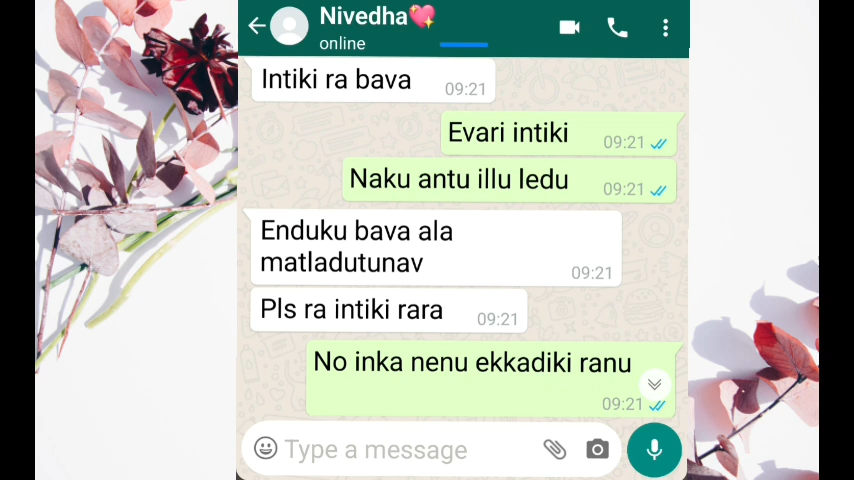 Nivedha💖
online
Intiki ra bava
09:21
Evari intiki
09:21
Naku antu illu ledu
09:21
Enduku bava ala
matladutunav
09:21
Pls ra intiki rara
09:21
No inka nenu ekkadiki ranu
09:21
Type a message